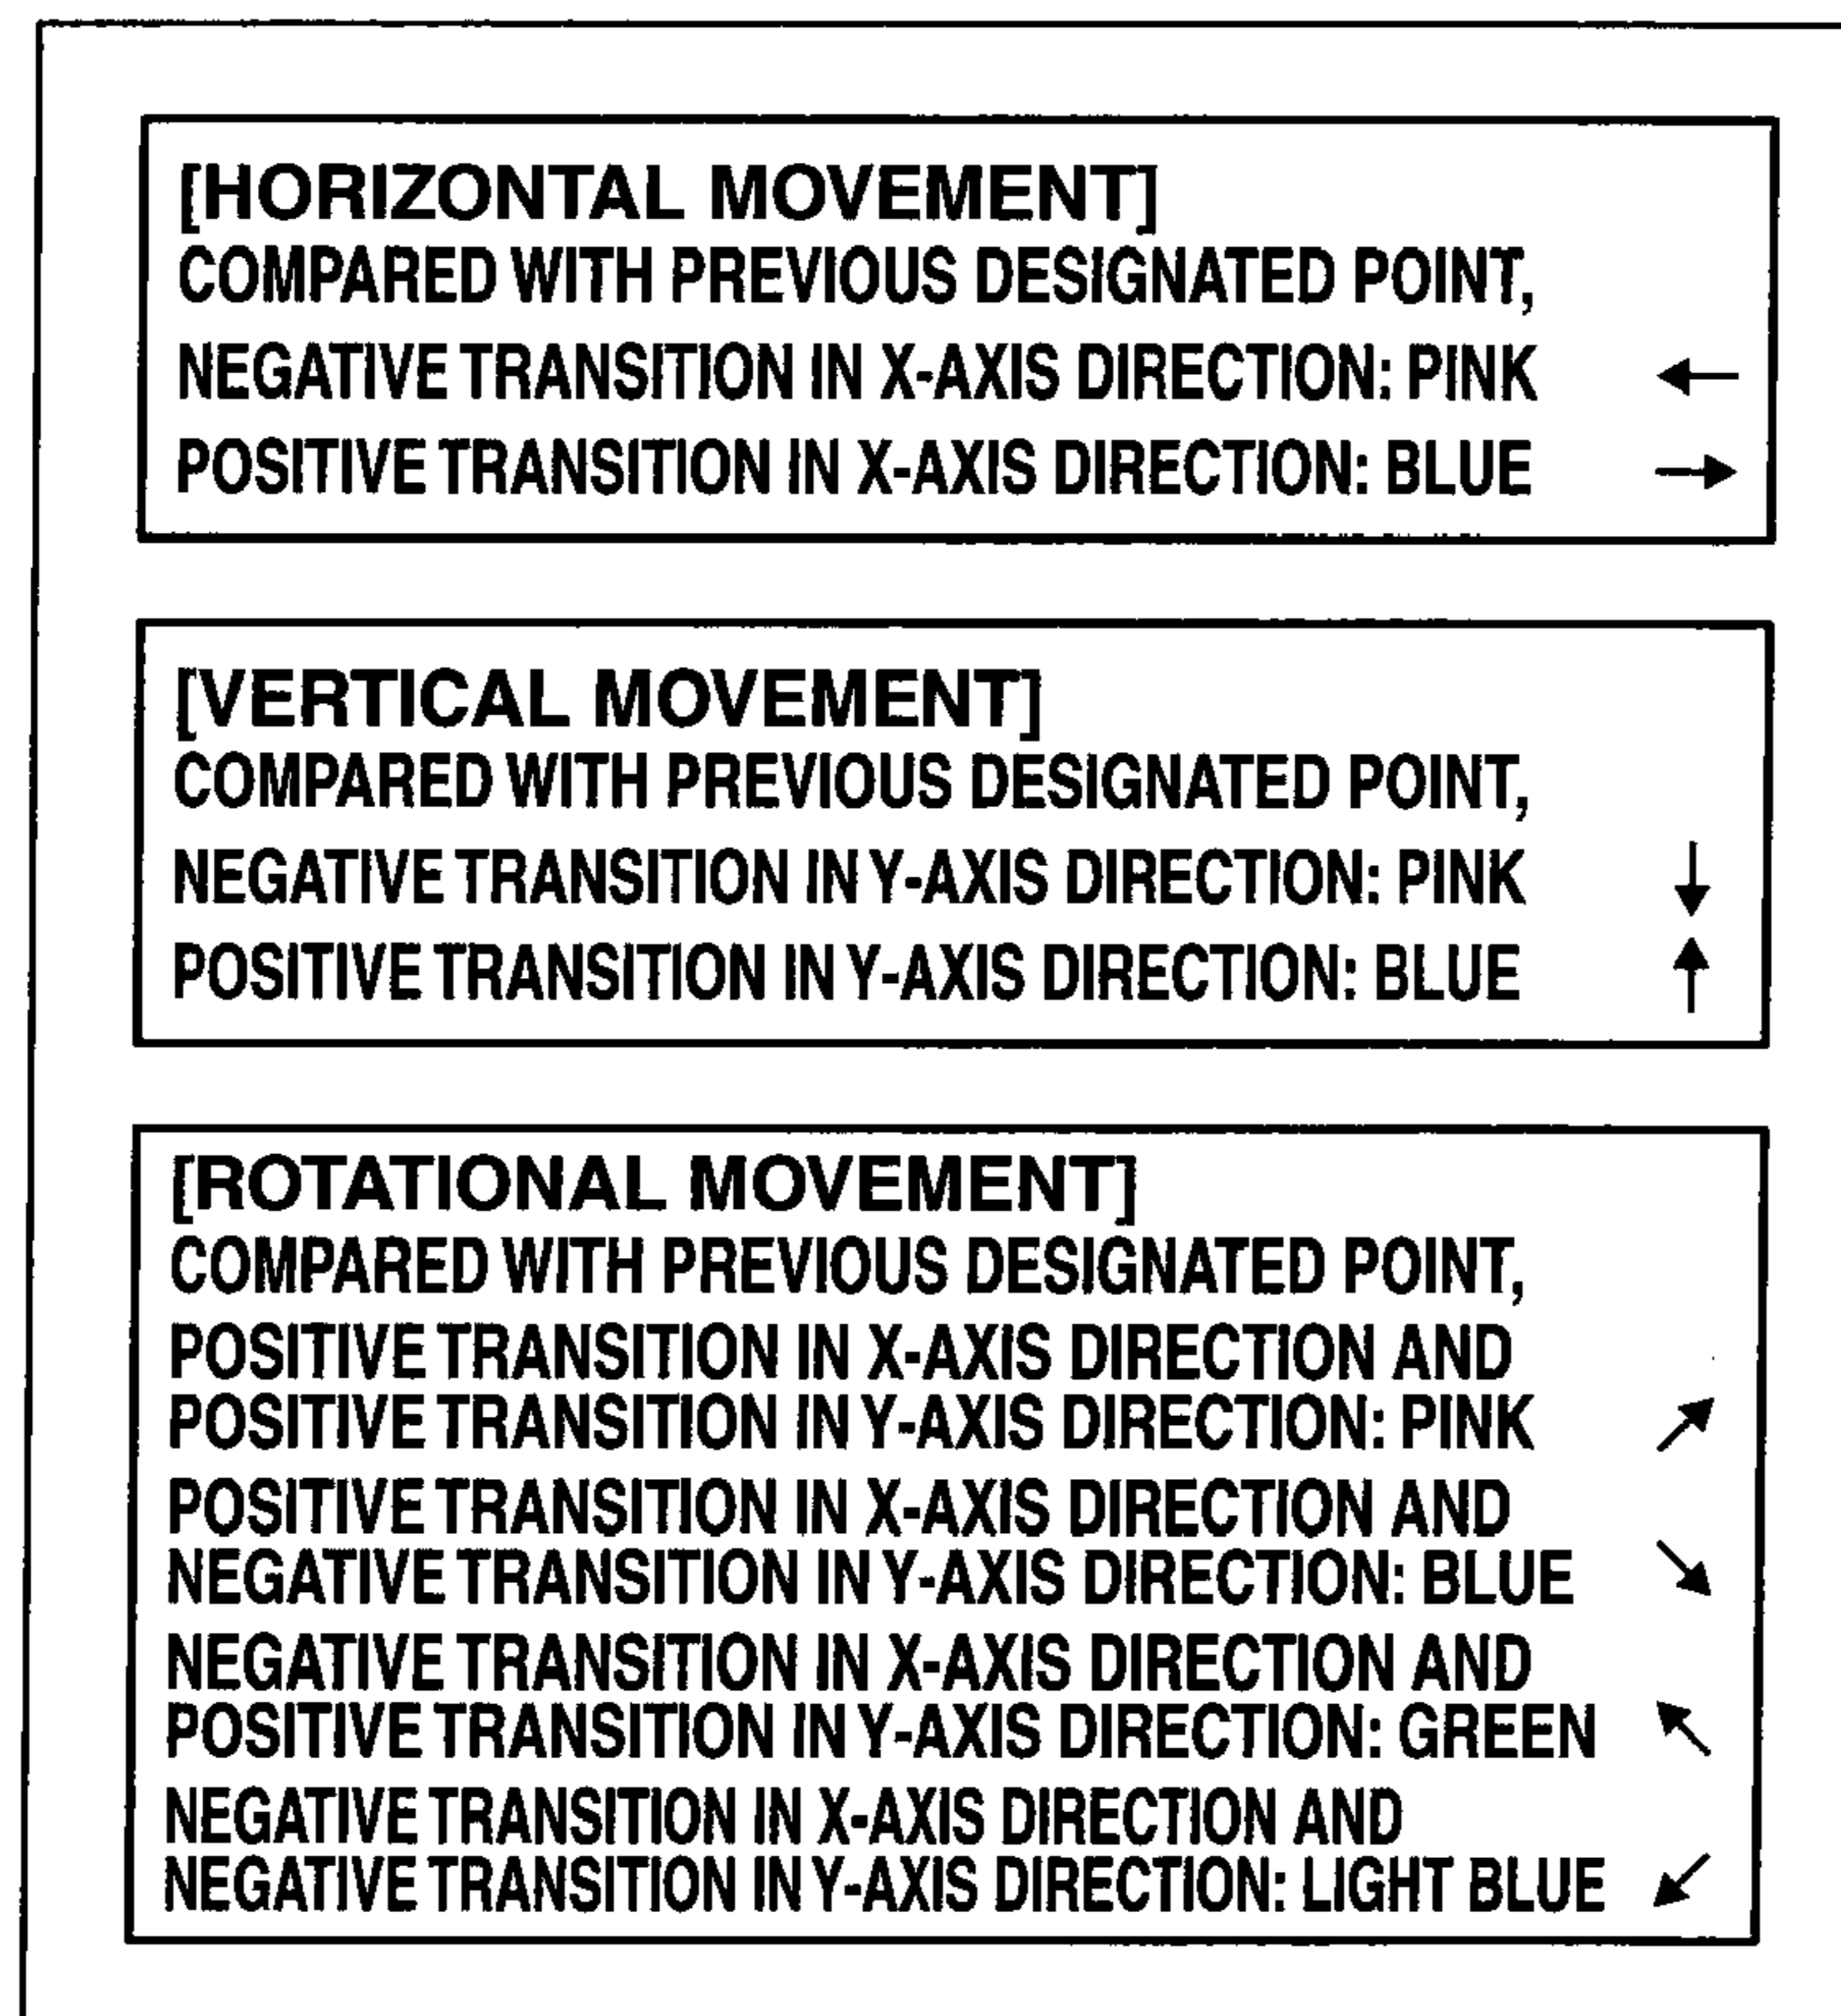 [HORIZONTAL MOVEMENT]
COMPARED WITH PREVIOUS DESIGNATED POINT,
NEGATIVE TRANSITION IN X-AXIS DIRECTION: PINK ←
POSITIVE TRANSITION IN X-AXIS DIRECTION: BLUE →
[VERTICAL MOVEMENT]
COMPARED WITH PREVIOUS DESIGNATED POINT,
NEGATIVE TRANSITION IN Y-AXIS DIRECTION: PINK ↓
POSITIVE TRANSITION IN Y-AXIS DIRECTION: BLUE ↑
[ROTATIONAL MOVEMENT]
COMPARED WITH PREVIOUS DESIGNATED POINT,
POSITIVE TRANSITION IN X-AXIS DIRECTION AND
POSITIVE TRANSITION IN Y-AXIS DIRECTION: PINK ↗
POSITIVE TRANSITION IN X-AXIS DIRECTION AND
NEGATIVE TRANSITION IN Y-AXIS DIRECTION: BLUE ↘
NEGATIVE TRANSITION IN X-AXIS DIRECTION AND
POSITIVE TRANSITION IN Y-AXIS DIRECTION: GREEN ↖
NEGATIVE TRANSITION IN X-AXIS DIRECTION AND
NEGATIVE TRANSITION IN Y-AXIS DIRECTION: LIGHT BLUE ↙